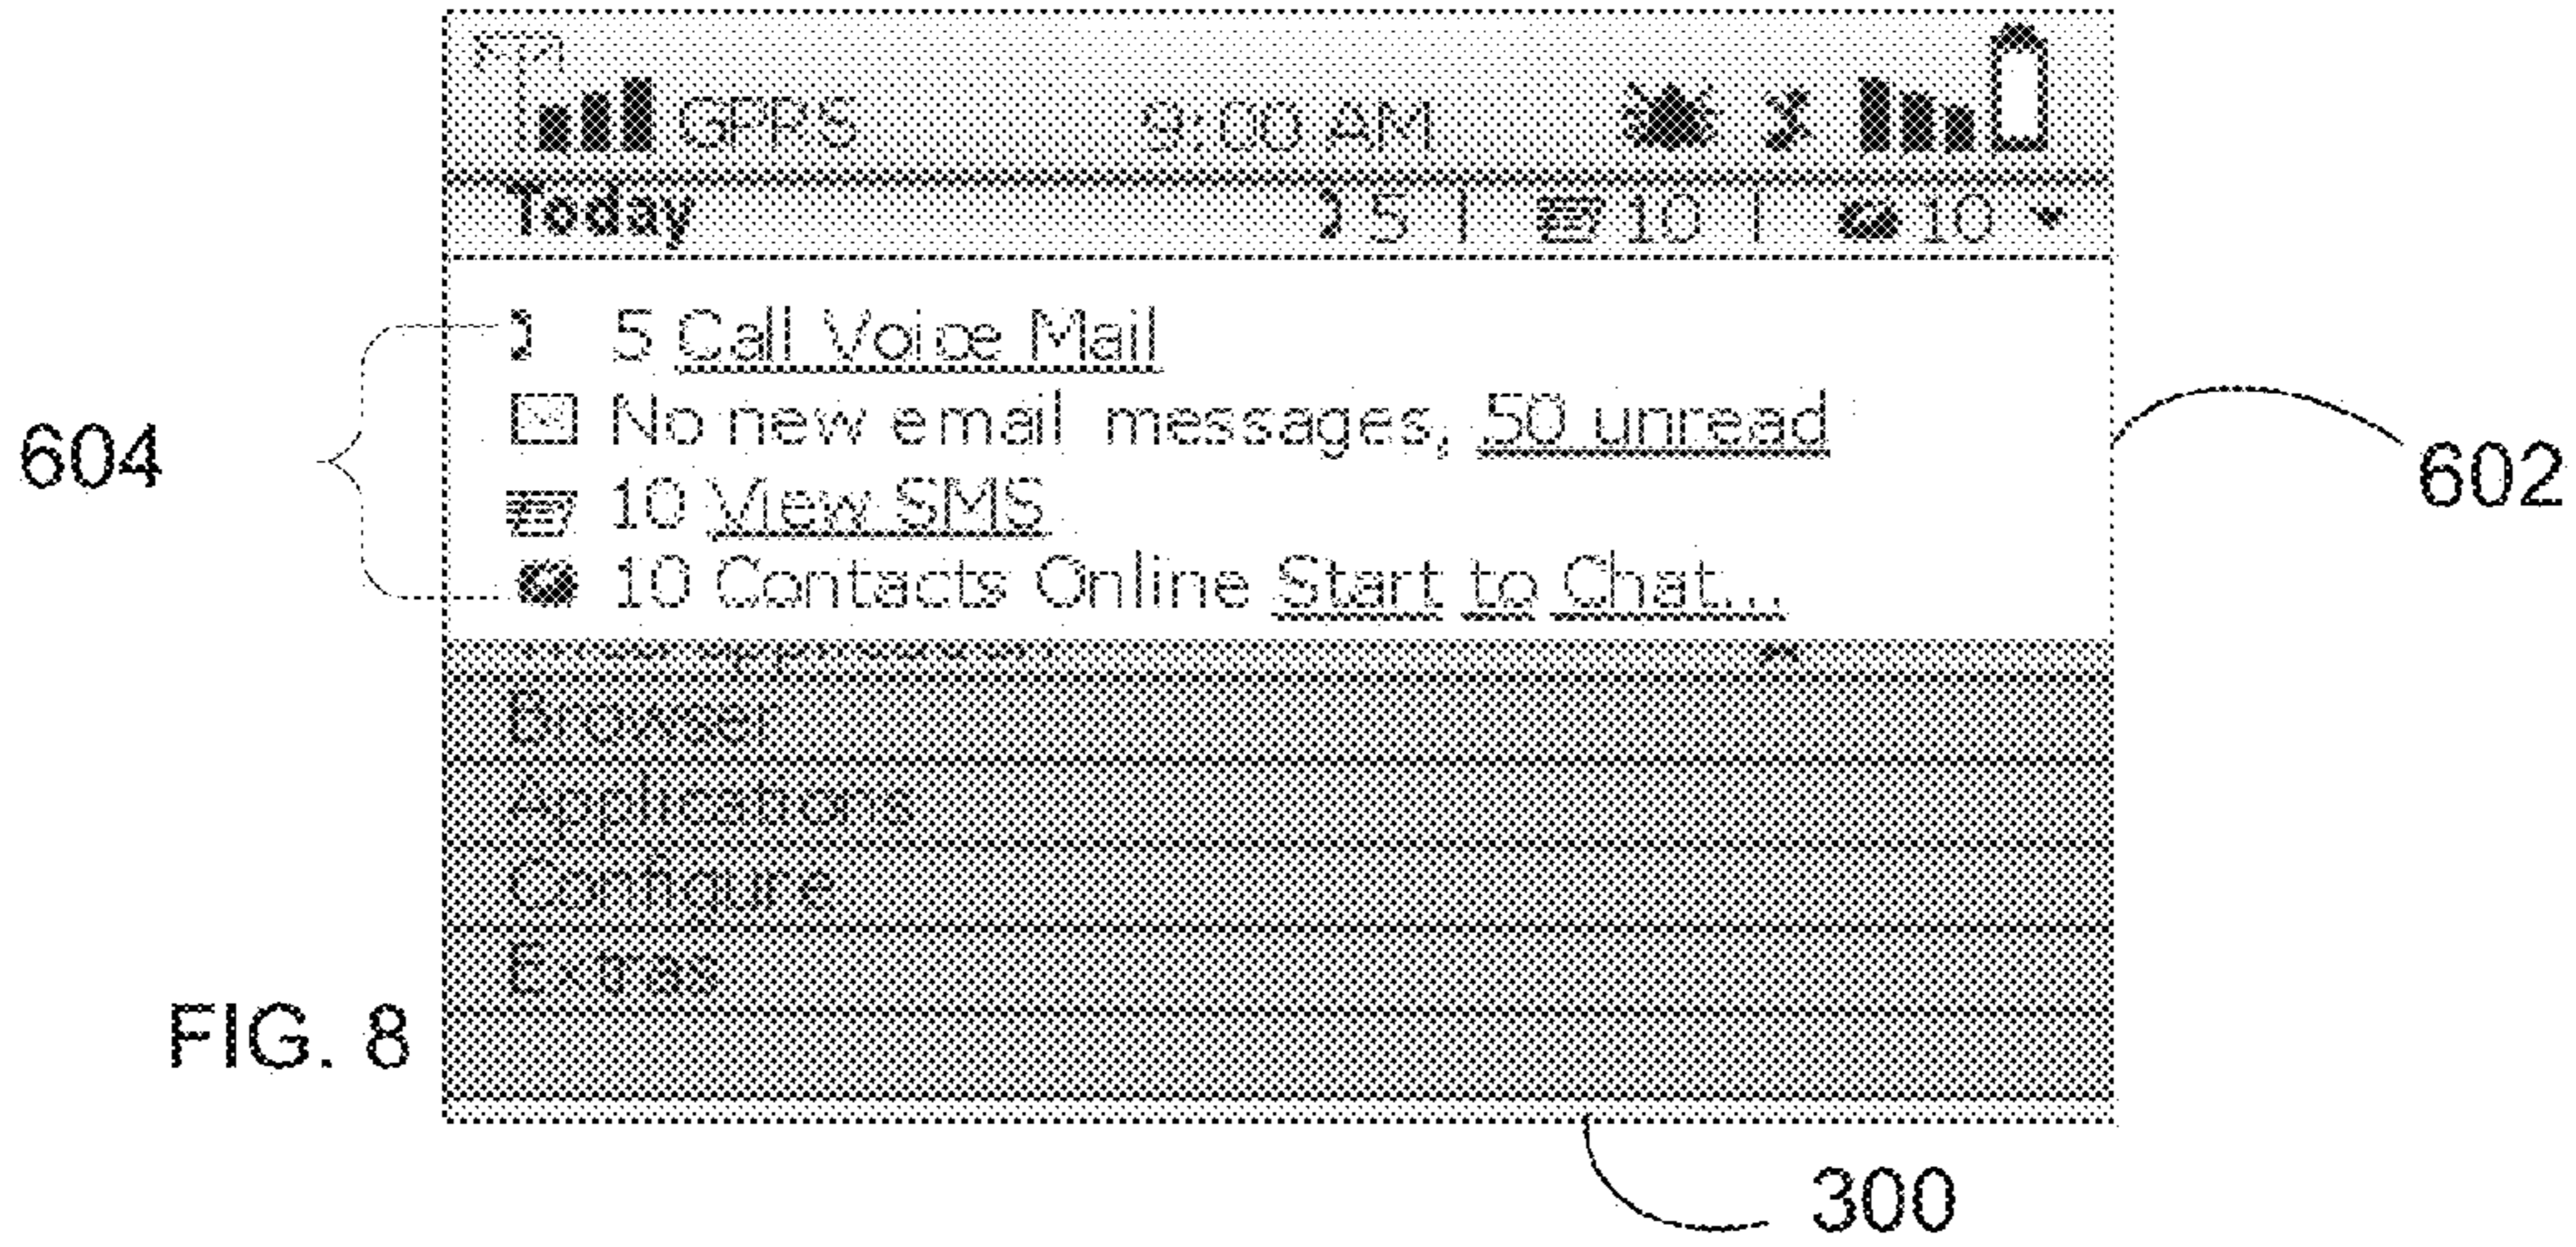 GPRS 9:00 AM
Today 5 | 10 | 10
5 Call Voice Mail
No new email messages, 50 unread
10 View SMS
10 Contacts Online Start to Chat...
Browser
Applications
Configure
Extras
604
602
FIG. 8
300